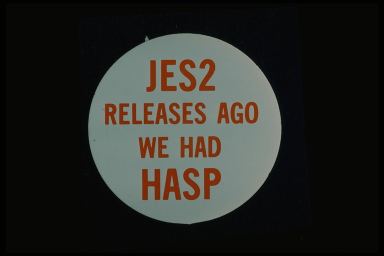 JES2
RELEASES AGO
WE HAD
HASP